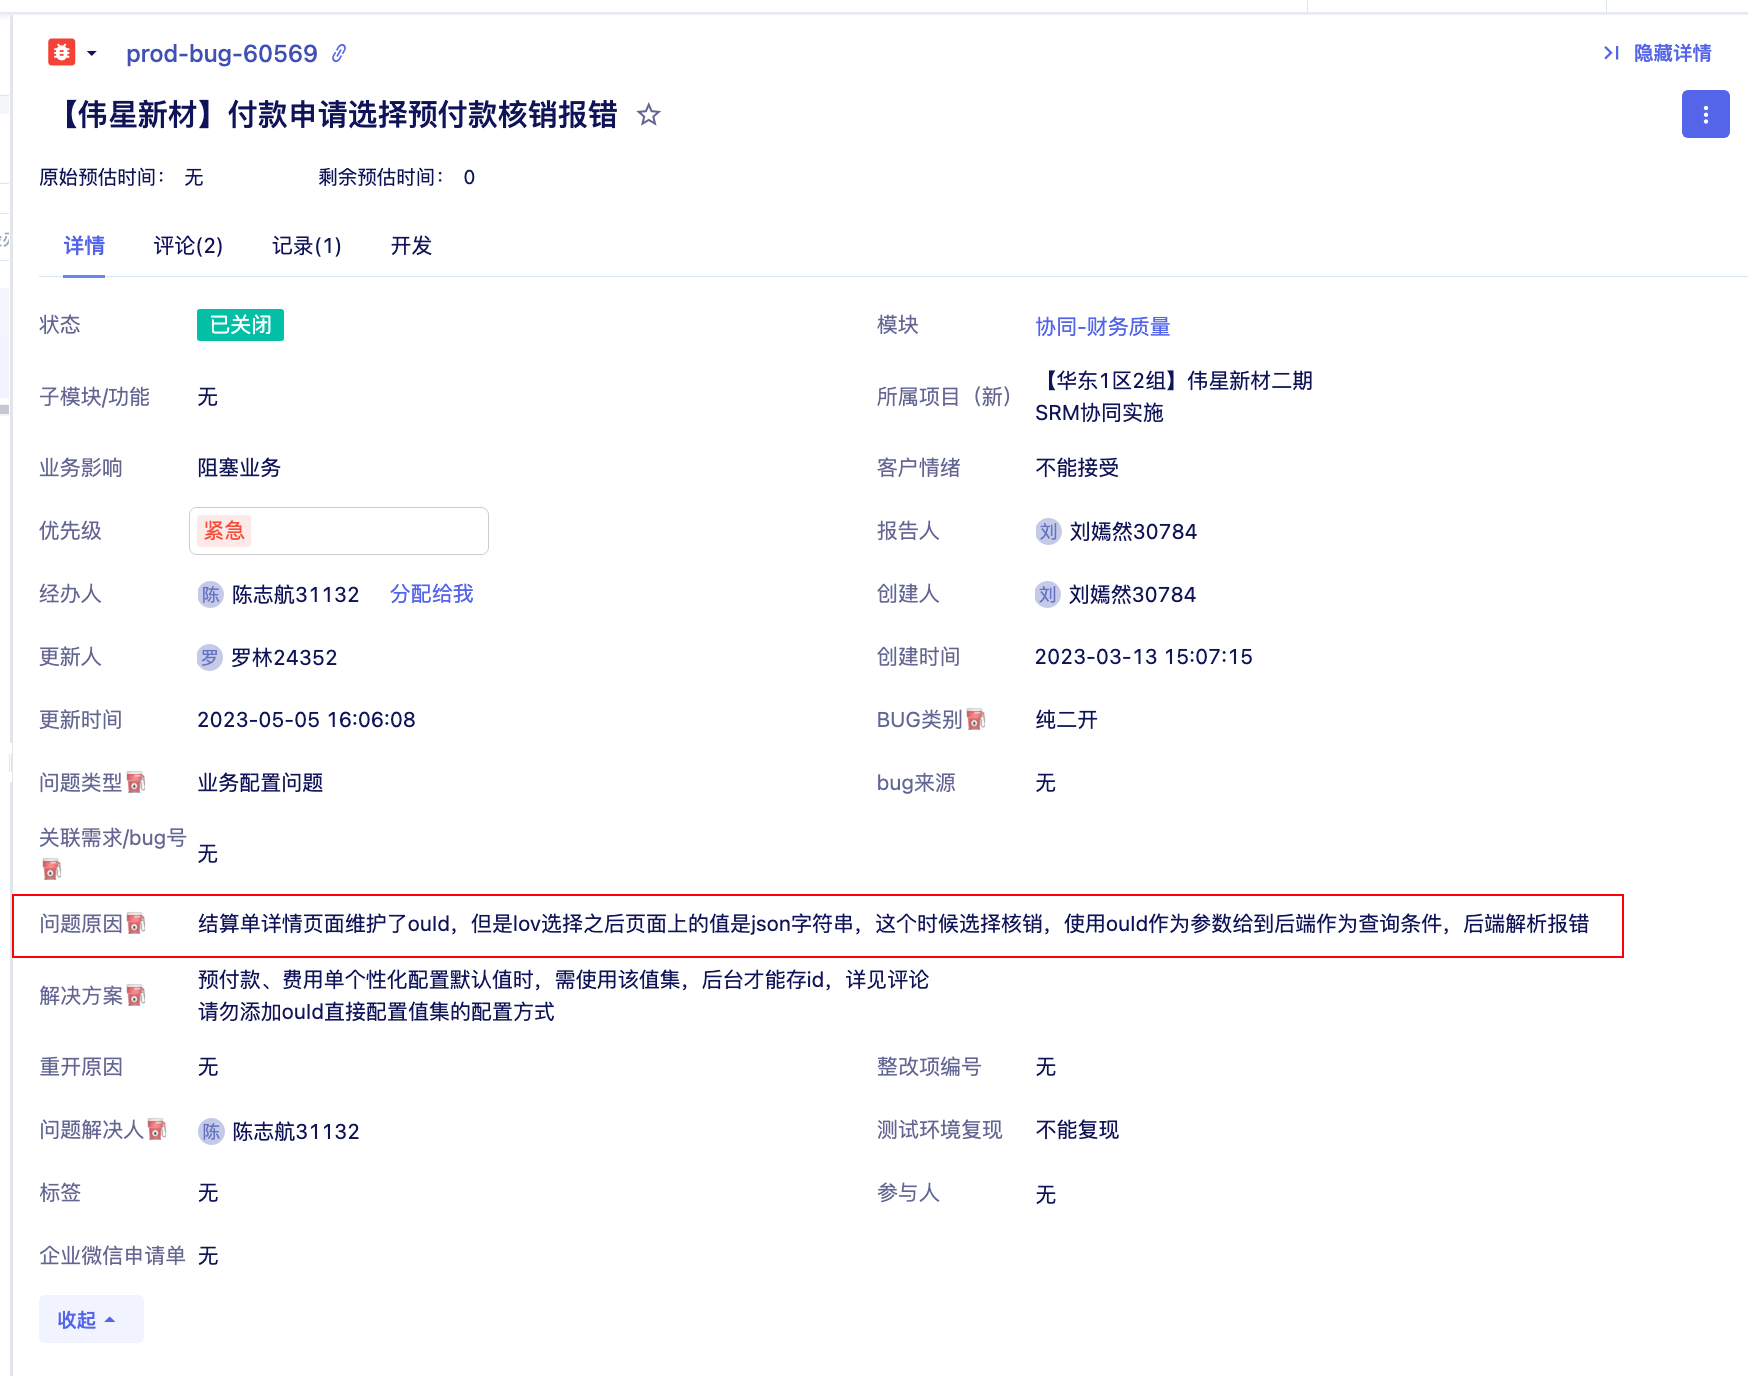 prod-bug-60569
隐藏详情
【伟星新材】付款申请选择预付款核销报错
原始预估时间： 无 剩余预估时间： 0
详情 评论(2) 记录(1) 开发
状态 已关闭 模块 协同-财务质量
子模块/功能 无 所属项目（新） 【华东1区2组】伟星新材二期
SRM协同实施
业务影响 阻塞业务 客户情绪 不能接受
优先级 紧急 报告人 刘 刘嫣然30784
经办人 陈 陈志航31132 分配给我 创建人 刘 刘嫣然30784
更新人 罗 罗林24352 创建时间 2023-03-13 15:07:15
更新时间 2023-05-05 16:06:08 BUG类别 纯二开
问题类型 业务配置问题 bug来源 无
关联需求/bug号 无
问题原因 结算单详情页面维护了ouId，但是lov选择之后页面上的值是json字符串，这个时候选择核销，使用ouId作为参数给到后端作为查询条件，后端解析报错
解决方案 预付款、费用单个性化配置默认值时，需使用该值集，后台才能存id，详见评论
请勿添加ouId直接配置值集的配置方式
重开原因 无 整改项编号 无
问题解决人 陈 陈志航31132 测试环境复现 不能复现
标签 无 参与人 无
企业微信申请单 无
收起